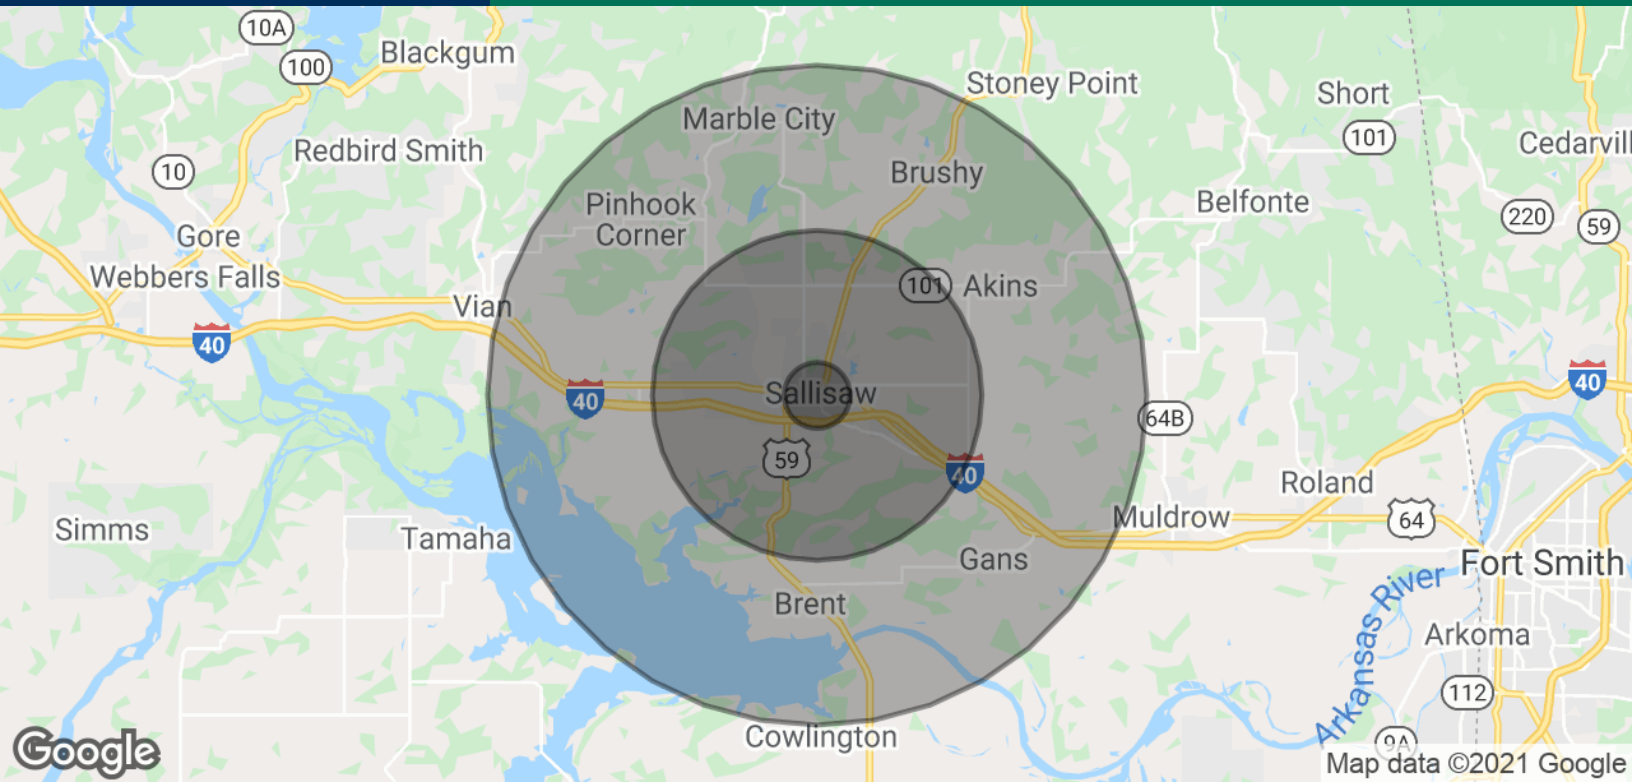 10A
Blackgum
100
Stoney Point
Short
Marble City
101
Cedarvill
Redbird Smith
10
Brushy
Belfonte
Pinhook
Corner
220
59
Gore
Webbers Falls
101
Akins
Vian
40
40
40
Sallisaw
64B
59
40
Roland
Muldrow
64
Simms
Tamaha
Gans
Fort Smith
Brent
Arkansas River
Arkoma
112
Cowlington
9A
Google
Map data ©2021 Google